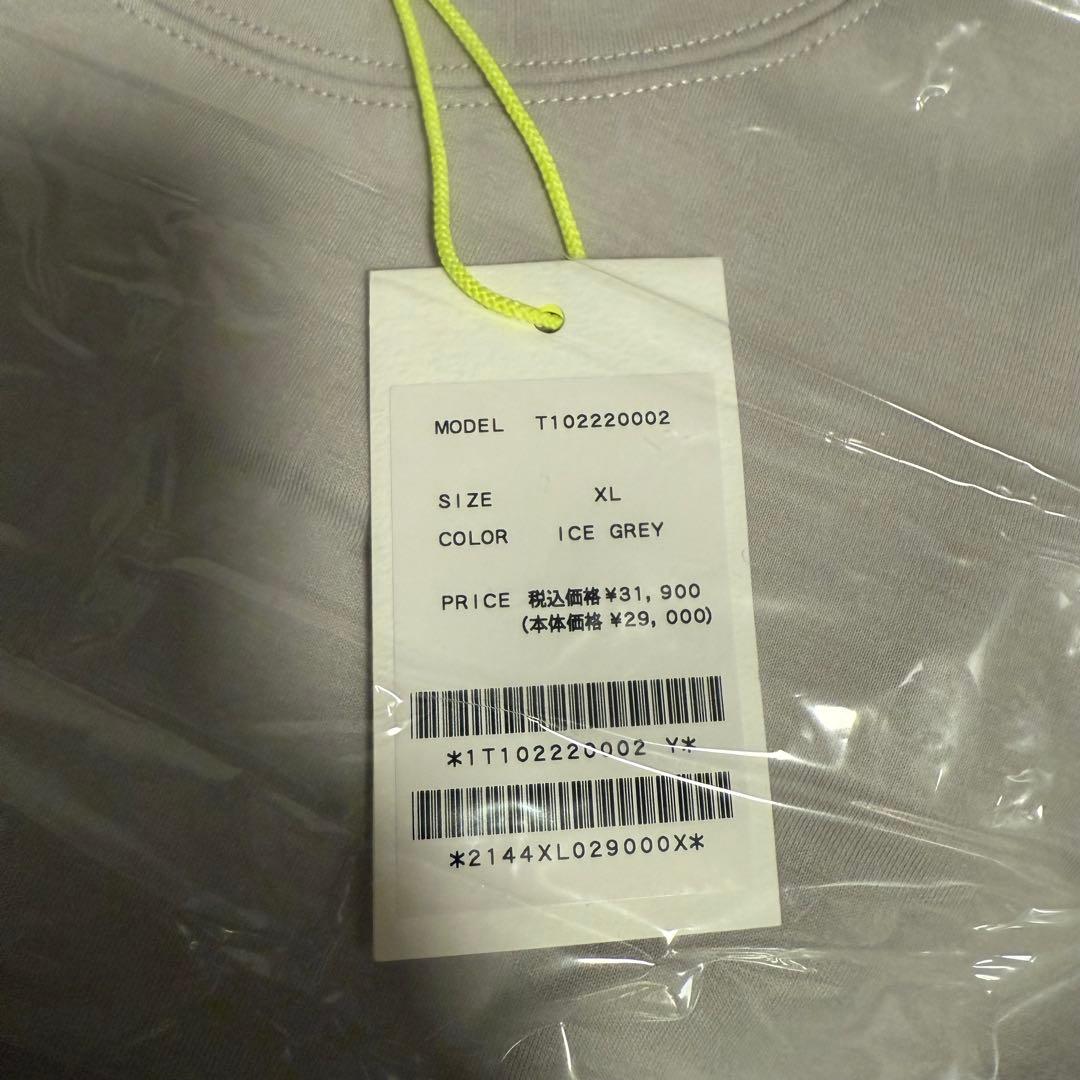 MODEL T102220002
SIZE XL
COLOR ICE GREY
PRICE 税込価格 ¥31,900
(本体価格 ¥29,000)
*1T102220002 Y*
*2144XL029000X*